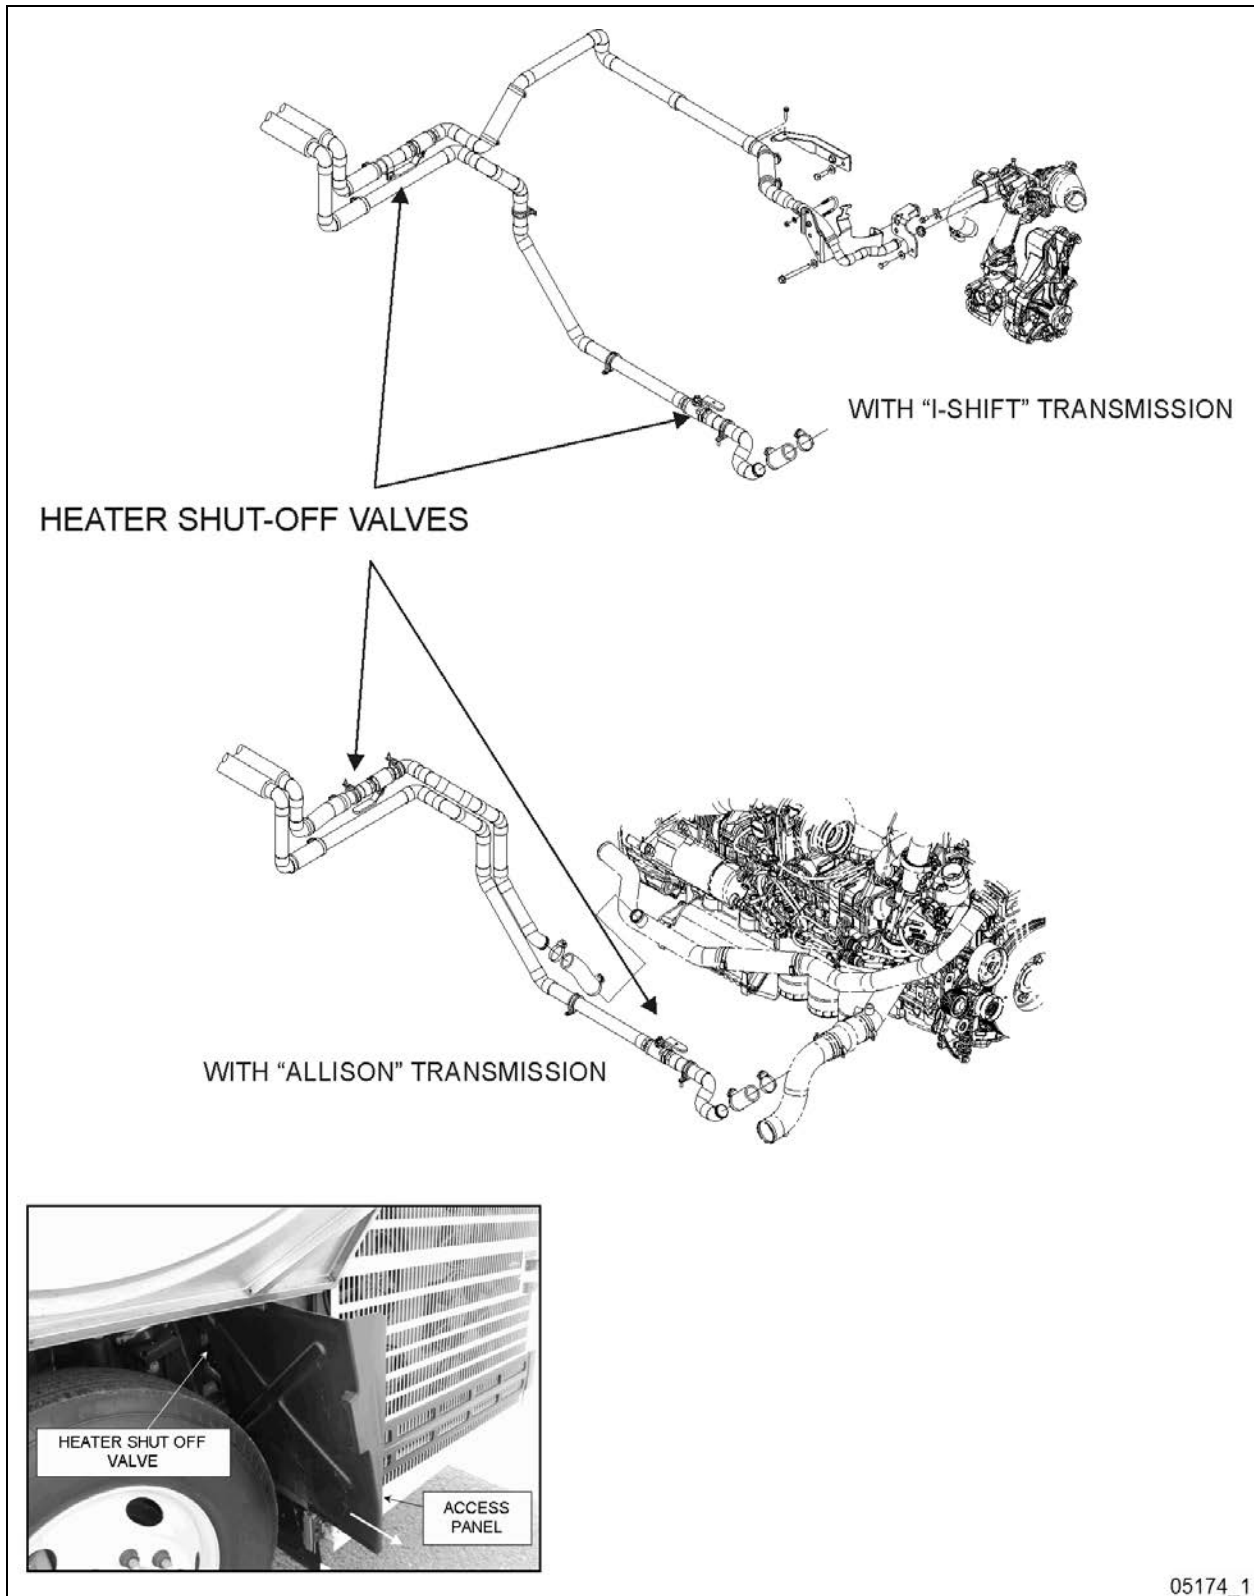 WITH “I-SHIFT” TRANSMISSION
HEATER SHUT-OFF VALVES
WITH “ALLISON” TRANSMISSION
HEATER SHUT OFF
VALVE
ACCESS
PANEL
05174_1